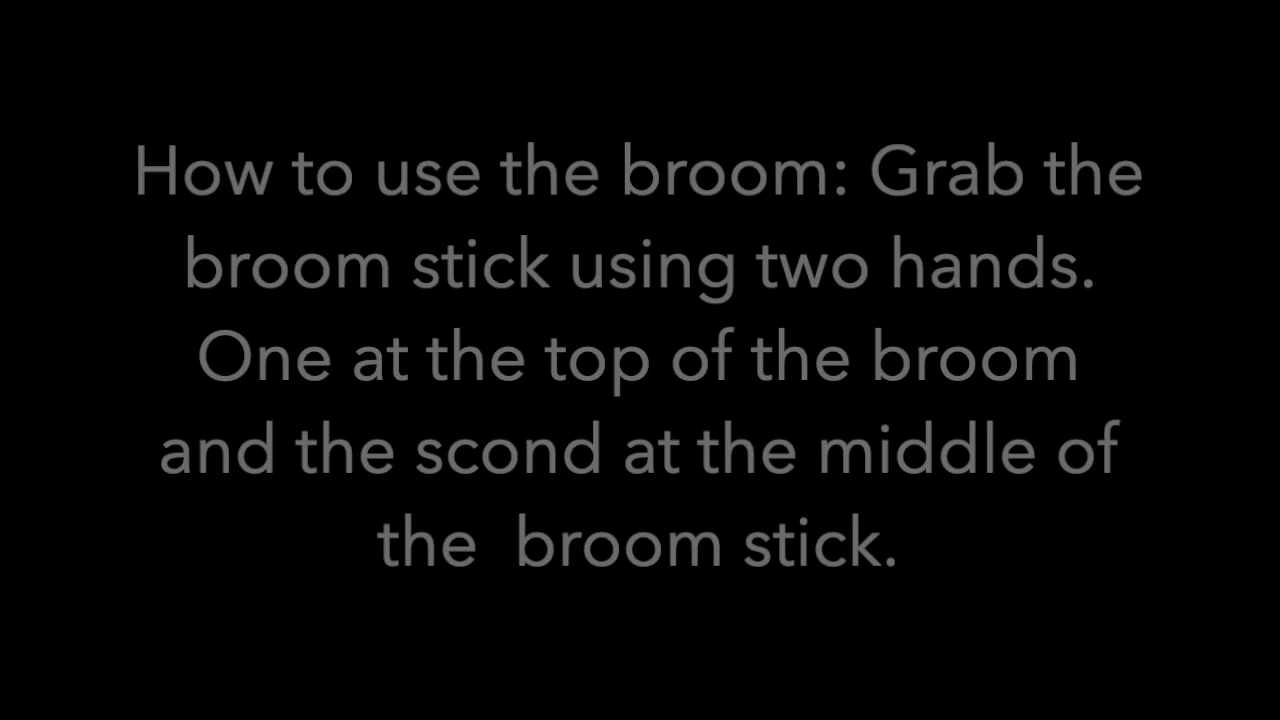 How to use the broom: Grab the
broom stick using two hands.
One at the top of the broom
and the scond at the middle of
the  broom stick.